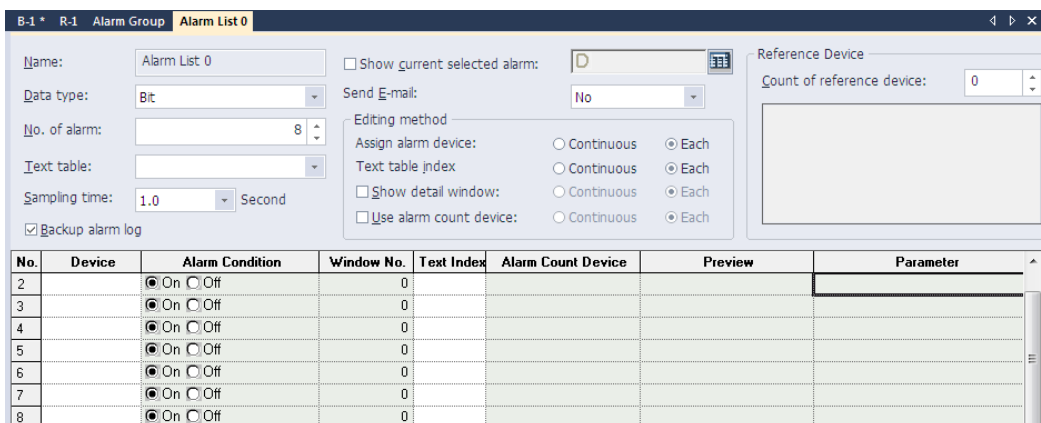 B-1 * R-1 Alarm Group Alarm List 0
Name: Alarm List 0
Data type: Bit
No. of alarm: 8
Text table:
Sampling time: 1.0 Second
Backup alarm log
Show current selected alarm: D
Send E-mail: No
Editing method
Assign alarm device: Continuous Each
Text table index Continuous Each
Show detail window: Continuous Each
Use alarm count device: Continuous Each
Reference Device
Count of reference device: 0
No. Device Alarm Condition Window No. Text Index Alarm Count Device Preview Parameter
2 On Off 0
3 On Off 0
4 On Off 0
5 On Off 0
6 On Off 0
7 On Off 0
8 On Off 0